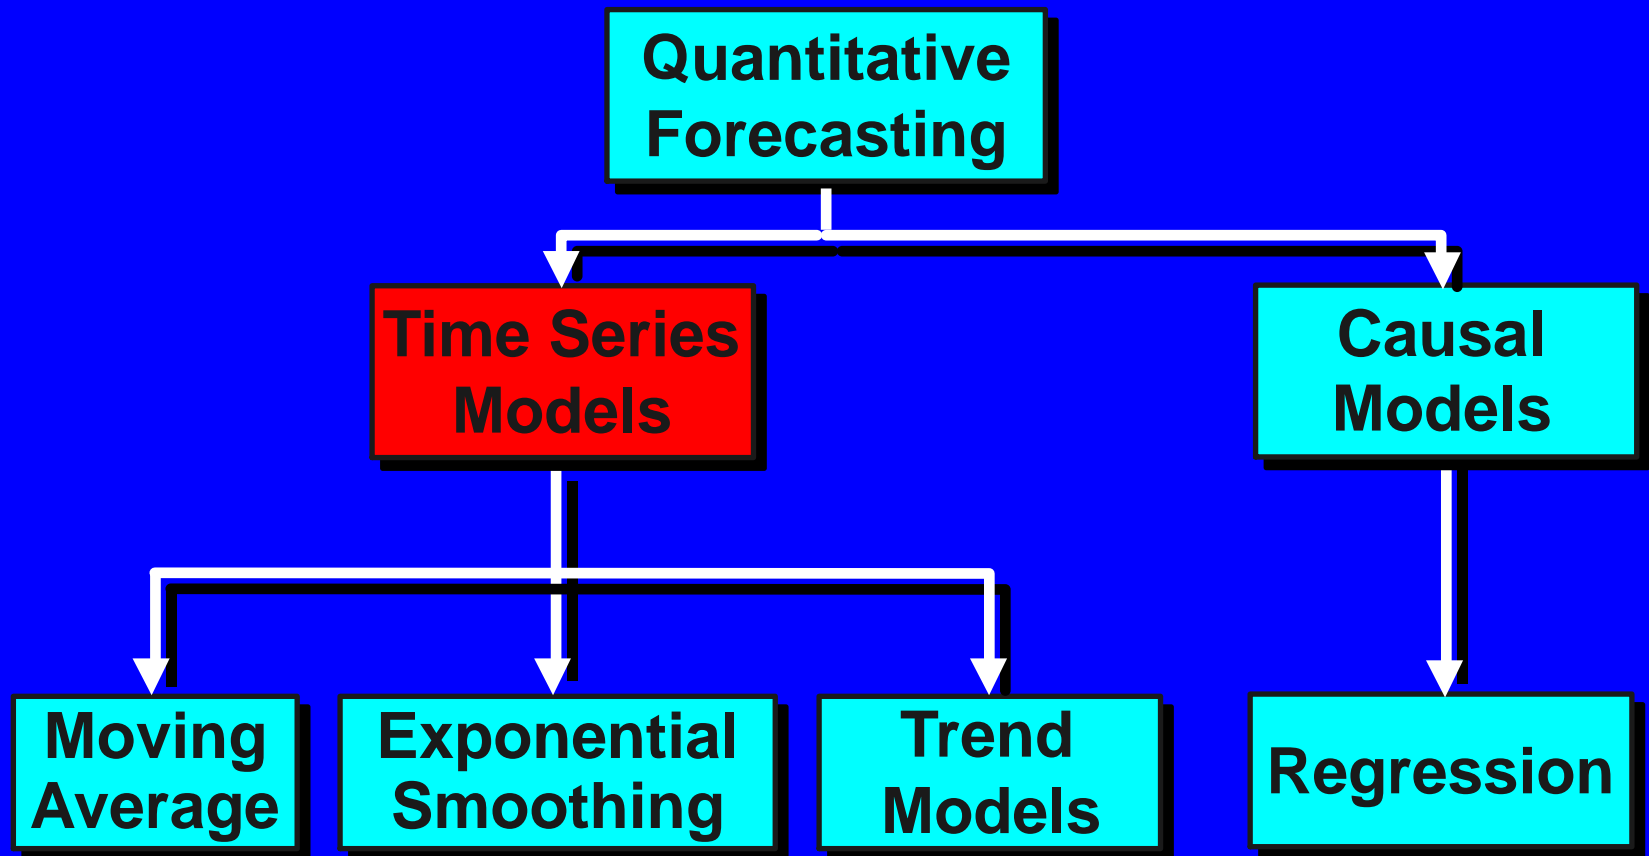 Quantitative
Forecasting
Time Series
Models
Causal
Models
Moving
Average
Exponential
Smoothing
Trend
Models
Regression